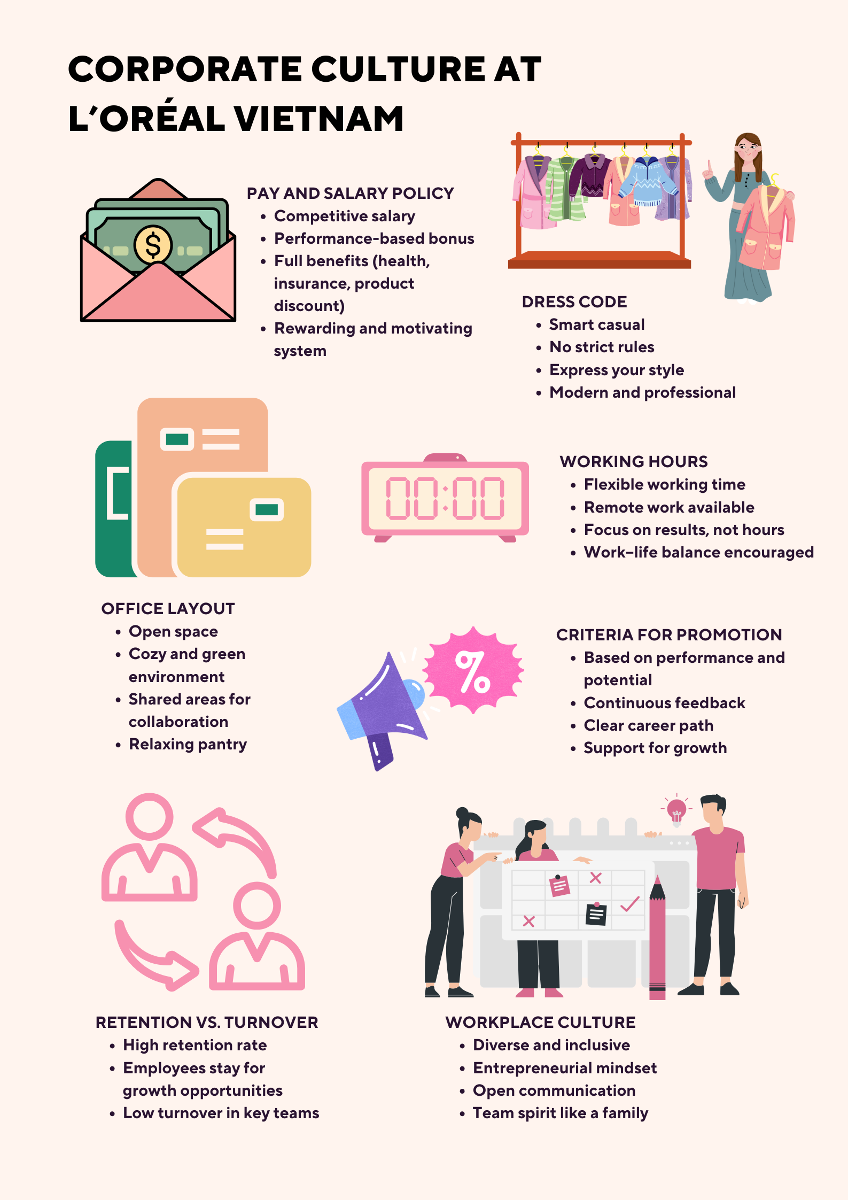 CORPORATE CULTURE AT
L'ORÉAL VIETNAM
PAY AND SALARY POLICY
• Competitive salary
• Performance-based bonus
• Full benefits (health,
insurance, product
discount)
• Rewarding and motivating
system
$
DRESS CODE
• Smart casual
• No strict rules
• Express your style
• Modern and professional
00:00
WORKING HOURS
• Flexible working time
• Remote work available
• Focus on results, not hours
• Work–life balance encouraged
OFFICE LAYOUT
• Open space
• Cozy and green
environment
• Shared areas for
collaboration
• Relaxing pantry
%
CRITERIA FOR PROMOTION
• Based on performance and
potential
• Continuous feedback
• Clear career path
• Support for growth
RETENTION VS. TURNOVER
• High retention rate
• Employees stay for
growth opportunities
• Low turnover in key teams
WORKPLACE CULTURE
• Diverse and inclusive
• Entrepreneurial mindset
• Open communication
• Team spirit like a family